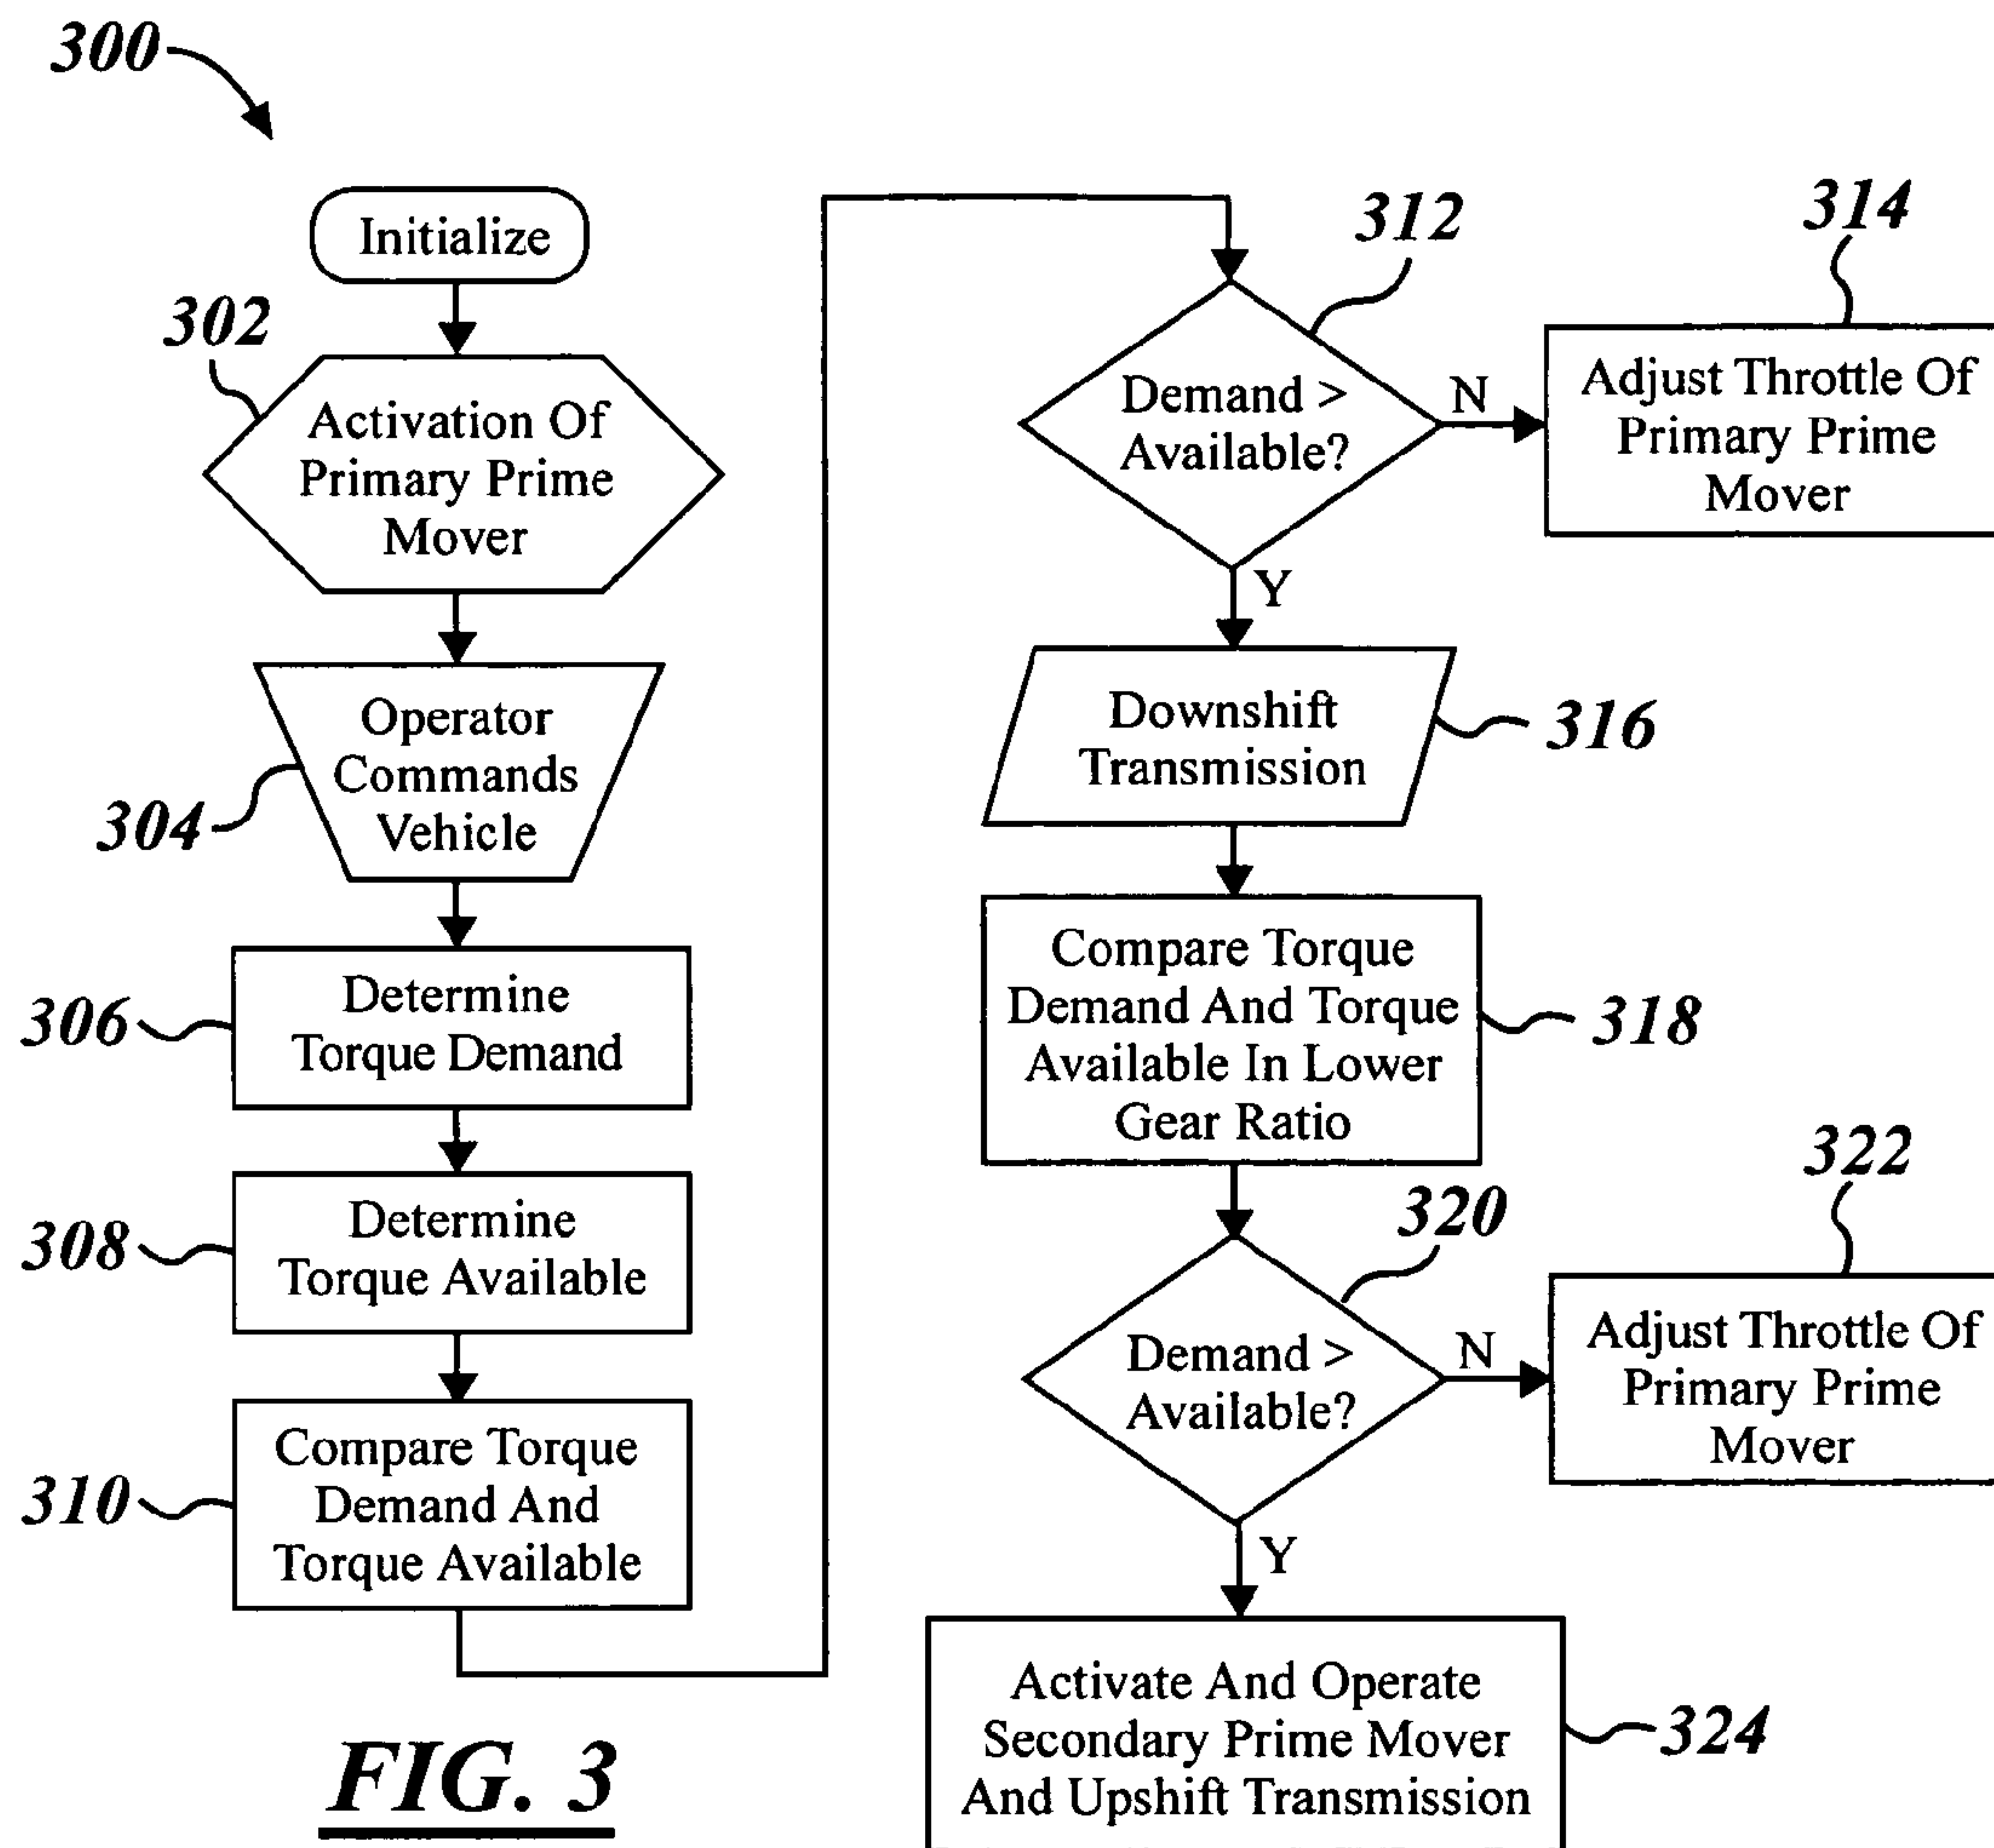 300
Initialize
302
Activation Of
Primary Prime
Mover
Operator
Commands
Vehicle
304
306
Determine
Torque Demand
308
Determine
Torque Available
310
Compare Torque
Demand And
Torque Available
312
Demand >
Available?
N
Y
314
Adjust Throttle Of
Primary Prime
Mover
Downshift
Transmission
316
Compare Torque
Demand And Torque
Available In Lower
Gear Ratio
318
320
Demand >
Available?
N
Y
322
Adjust Throttle Of
Primary Prime
Mover
Activate And Operate
Secondary Prime Mover
And Upshift Transmission
324
FIG. 3